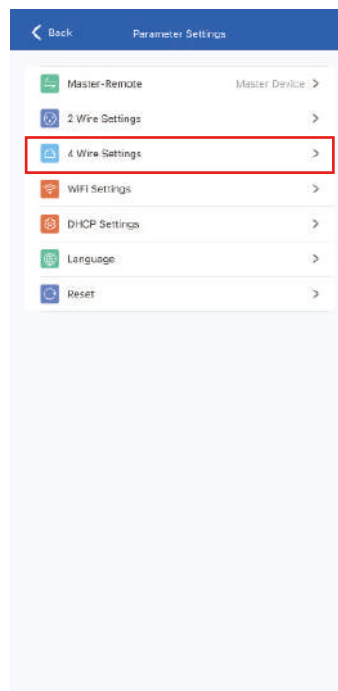 Back Parameter Settings
Master-Remote Master Device
2 Wire Settings
4 Wire Settings
WiFi Settings
DHCP Settings
Language
Reset